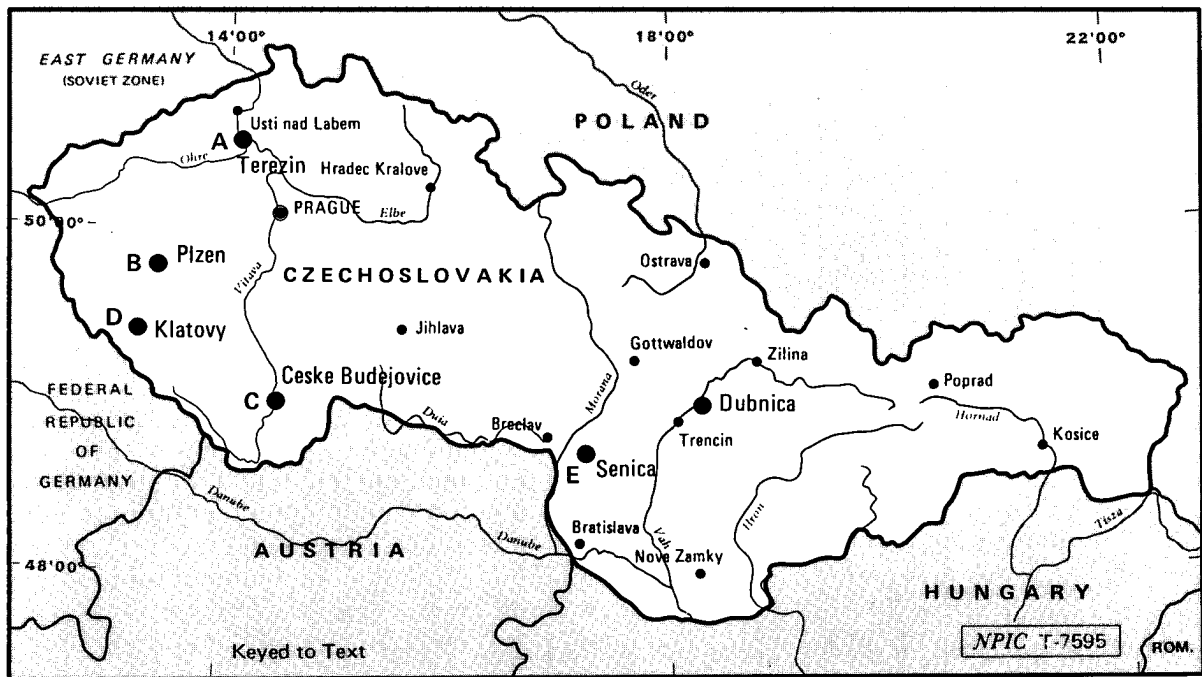 14'00°
18'00°
22'00°
EAST GERMANY
(SOVIET ZONE)
Oder
POLAND
Usti nad Labem
A
Ohre
Terezin
Hradec Kralove
PRAGUE
Elbe
50'00°
B
Plzen
Vltava
CZECHOSLOVAKIA
Ostrava
D
Klatovy
Jihlava
Gottwaldov
Zilina
Ceske Budejovice
C
Morana
Poprad
FEDERAL
REPUBLIC
OF
GERMANY
Duia
Breclav
Dubnica
Trencin
Hornad
Kosice
E
Senica
Danube
Danube
Bratislava
Vah
Hron
Tisza
AUSTRIA
Nove Zamky
48'00°
HUNGARY
Keyed to Text
NPIC T-7595
ROM.